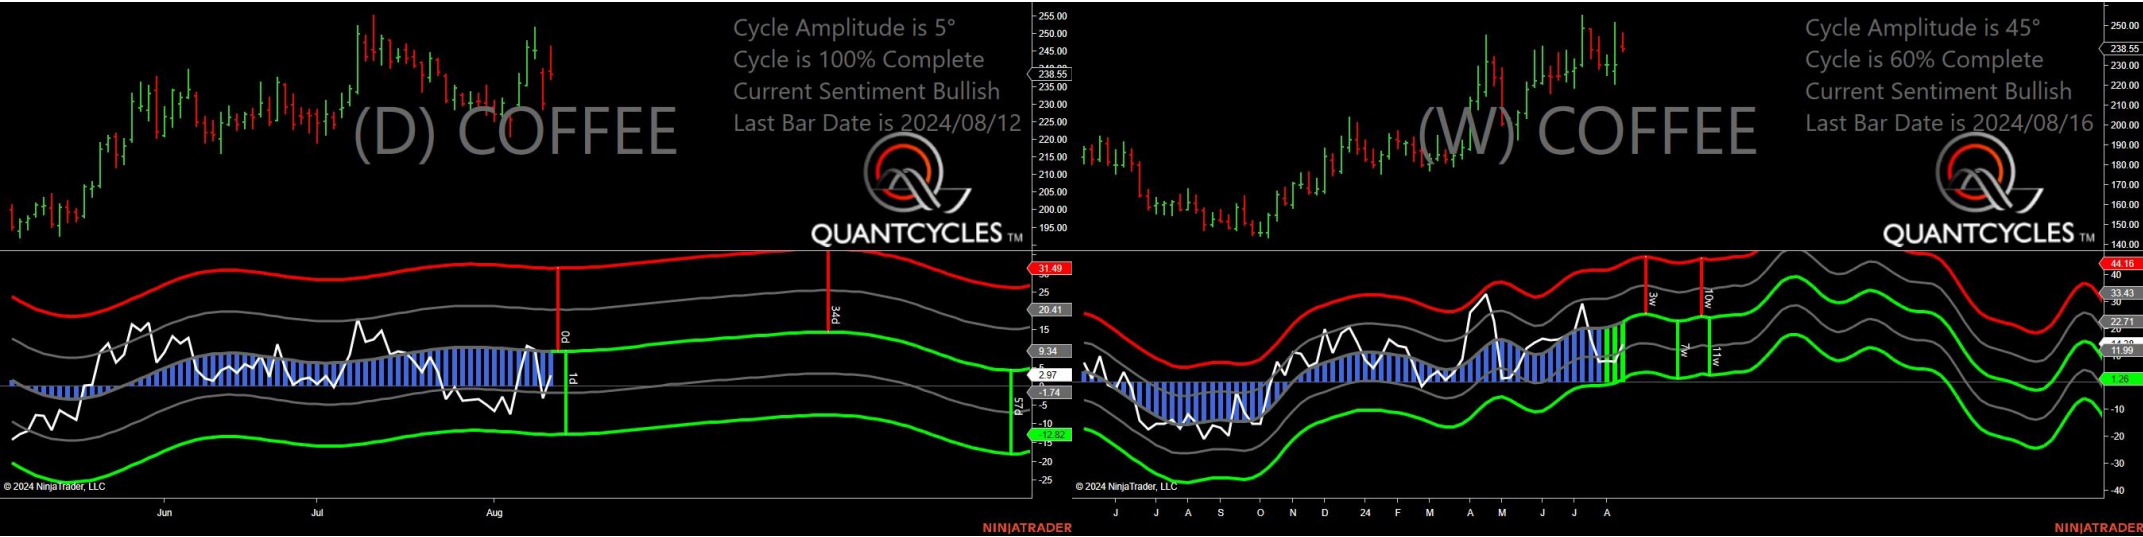 Cycle Amplitude is 5°
Cycle is 100% Complete
Current Sentiment Bullish
Last Bar Date is 2024/08/12
(D) COFFEE
QUANTCYCLES TM
255.00
250.00
245.00
240.00
238.55
235.00
230.00
225.00
220.00
215.00
210.00
205.00
200.00
195.00
31.49
25
20.41
15
9.34
2.97
-1.74
-5
-10
-12.82
-15
-20
-25
0d
1d
34d
57d
© 2024 NinjaTrader, LLC
Jun Jul Aug
NINJATRADER
Cycle Amplitude is 45°
Cycle is 60% Complete
Current Sentiment Bullish
Last Bar Date is 2024/08/16
(W) COFFEE
QUANTCYCLES TM
250.00
238.55
230.00
220.00
210.00
200.00
190.00
180.00
170.00
160.00
150.00
140.00
44.16
40
33.43
30
22.71
11.99
1.26
-10
-20
-30
-40
3w
7w
10w
11w
© 2024 NinjaTrader, LLC
J J A S O N D 24 F M A M J J A
NINJATRADER